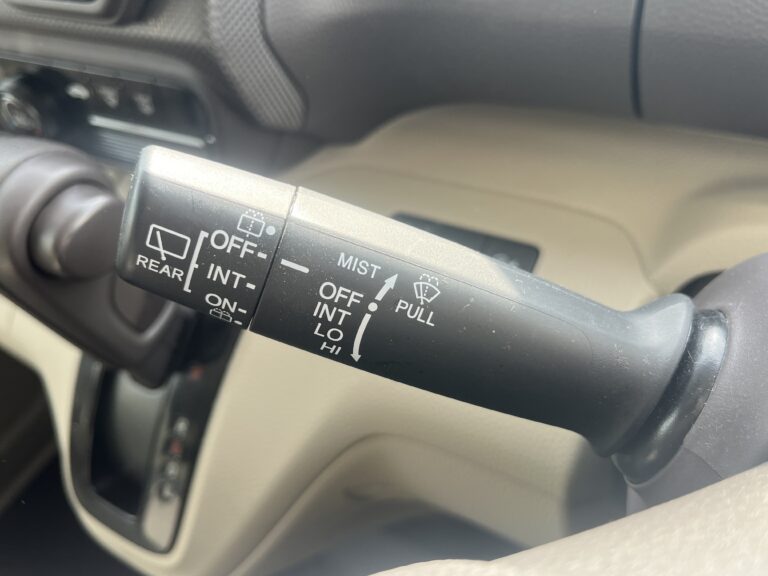 REAR
OFF
INT
ON
MIST
OFF
INT
LO
HI
PULL